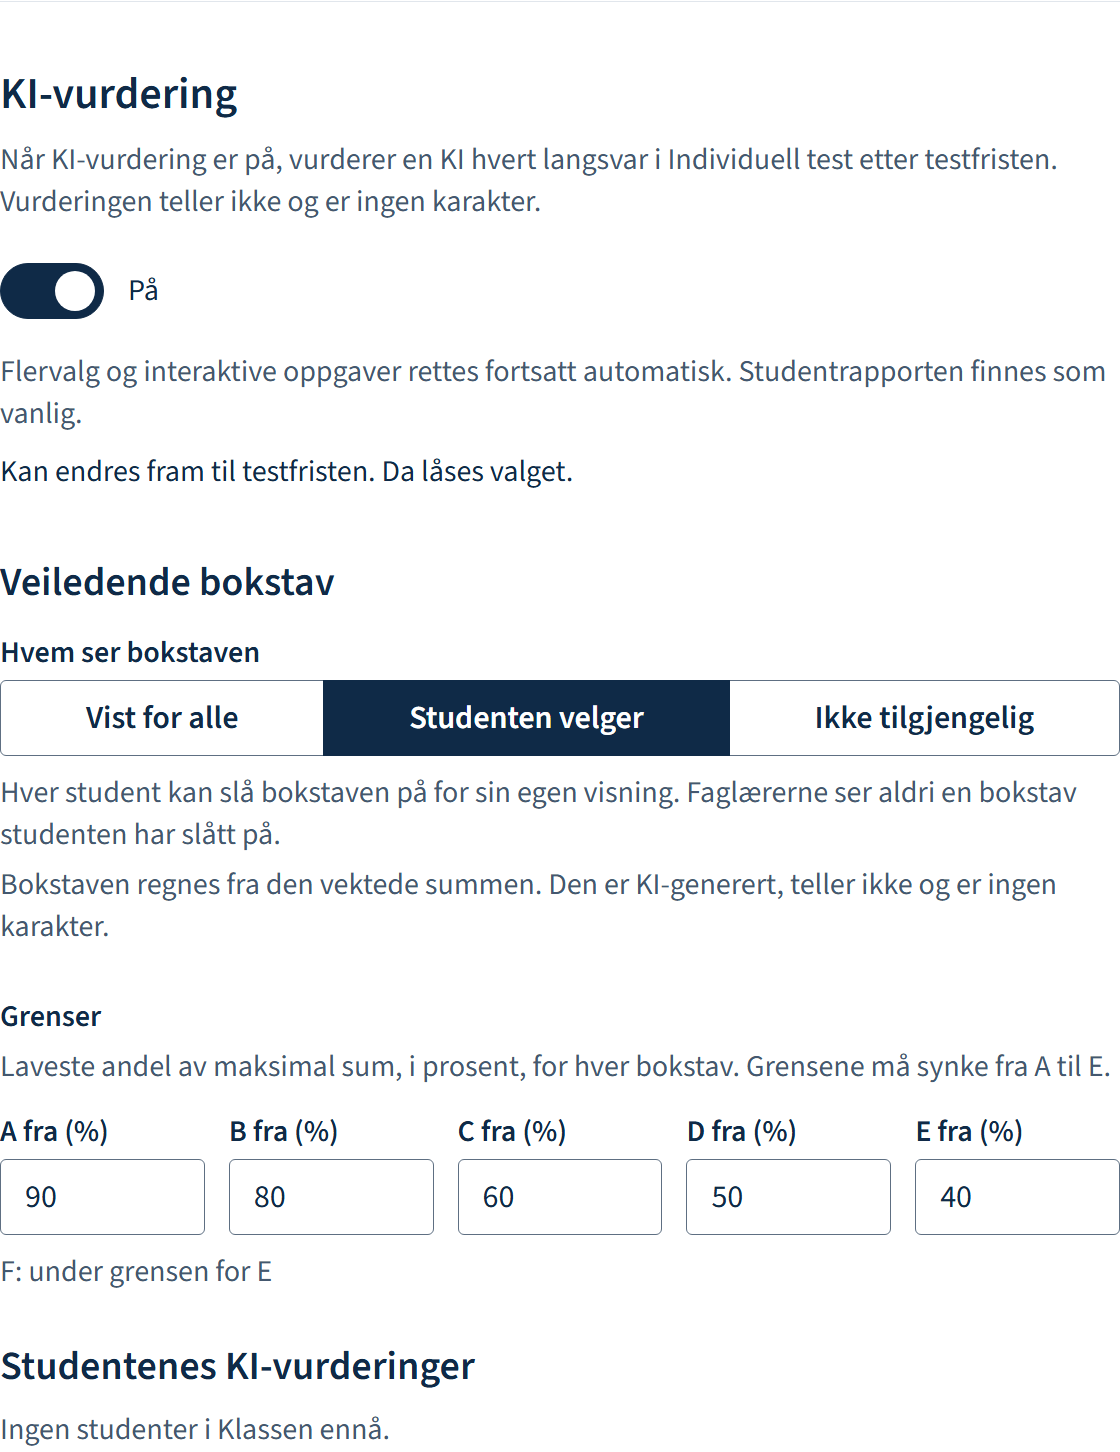 KI-vurdering
Når KI-vurdering er på, vurderer en KI hvert langsvar i Individuell test etter testfristen.
Vurderingen teller ikke og er ingen karakter.
På
Flervalg og interaktive oppgaver rettes fortsatt automatisk. Studentrapporten finnes som
vanlig.
Kan endres fram til testfristen. Da låses valget.
Veiledende bokstav
Hvem ser bokstaven
Vist for alle
Studenten velger
Ikke tilgjengelig
Hver student kan slå bokstaven på for sin egen visning. Faglærerne ser aldri en bokstav
studenten har slått på.
Bokstaven regnes fra den vektede summen. Den er KI-generert, teller ikke og er ingen
karakter.
Grenser
Laveste andel av maksimal sum, i prosent, for hver bokstav. Grensene må synke fra A til E.
A fra (%) B fra (%) C fra (%) D fra (%) E fra (%)
90 80 60 50 40
F: under grensen for E
Studentenes KI-vurderinger
Ingen studenter i Klassen ennå.